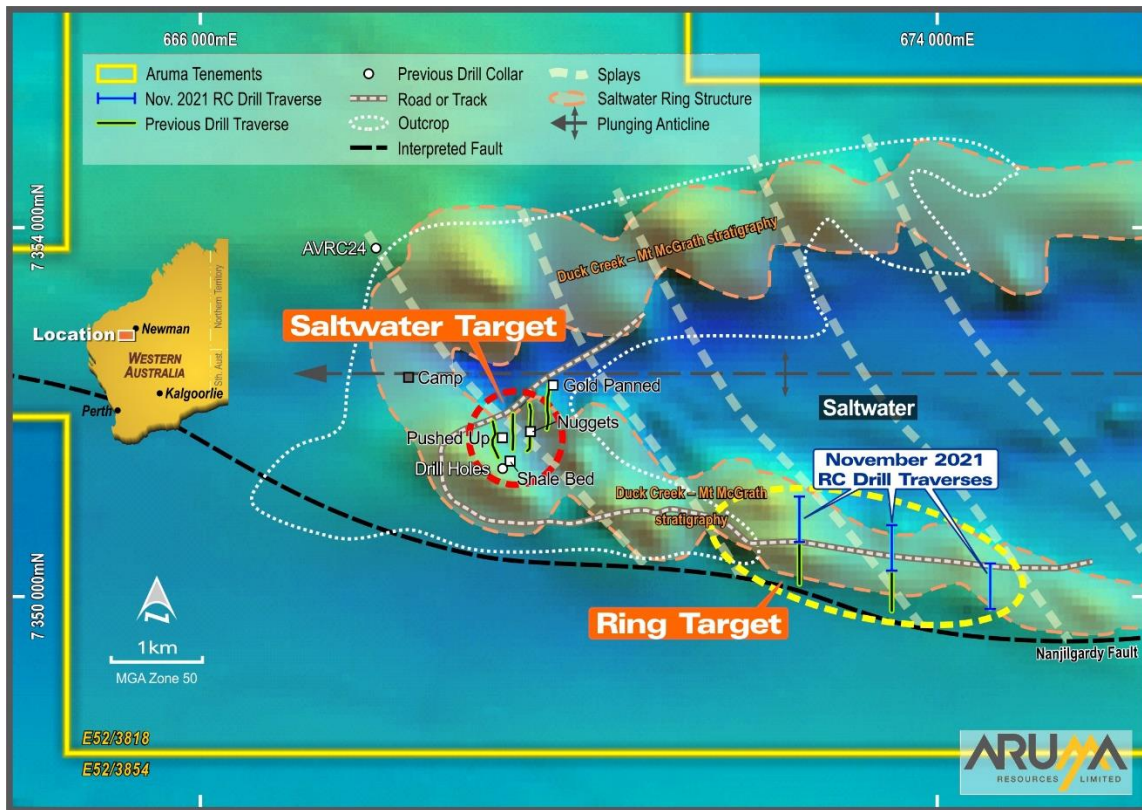 666 000mE
674 000mE
Aruma Tenements
Nov. 2021 RC Drill Traverse
Previous Drill Traverse
Previous Drill Collar
Road or Track
Outcrop
Interpreted Fault
Splays
Saltwater Ring Structure
Plunging Anticline
7 354 000mN
AVRC24
Duck Creek – Mt McGrath stratigraphy
Northern Territory
Sth. Aust.
Location
Newman
WESTERN
AUSTRALIA
Kalgoorlie
Perth
Saltwater Target
Camp
Gold Panned
Nuggets
Pushed Up
Drill Holes
Shale Bed
Saltwater
November 2021
RC Drill Traverses
Duck Creek – Mt McGrath
stratigraphy
7 350 000mN
Ring Target
Nanjilgardy Fault
N
1km
MGA Zone 50
E52/3818
E52/3854
ARUMA
RESOURCES LIMITED